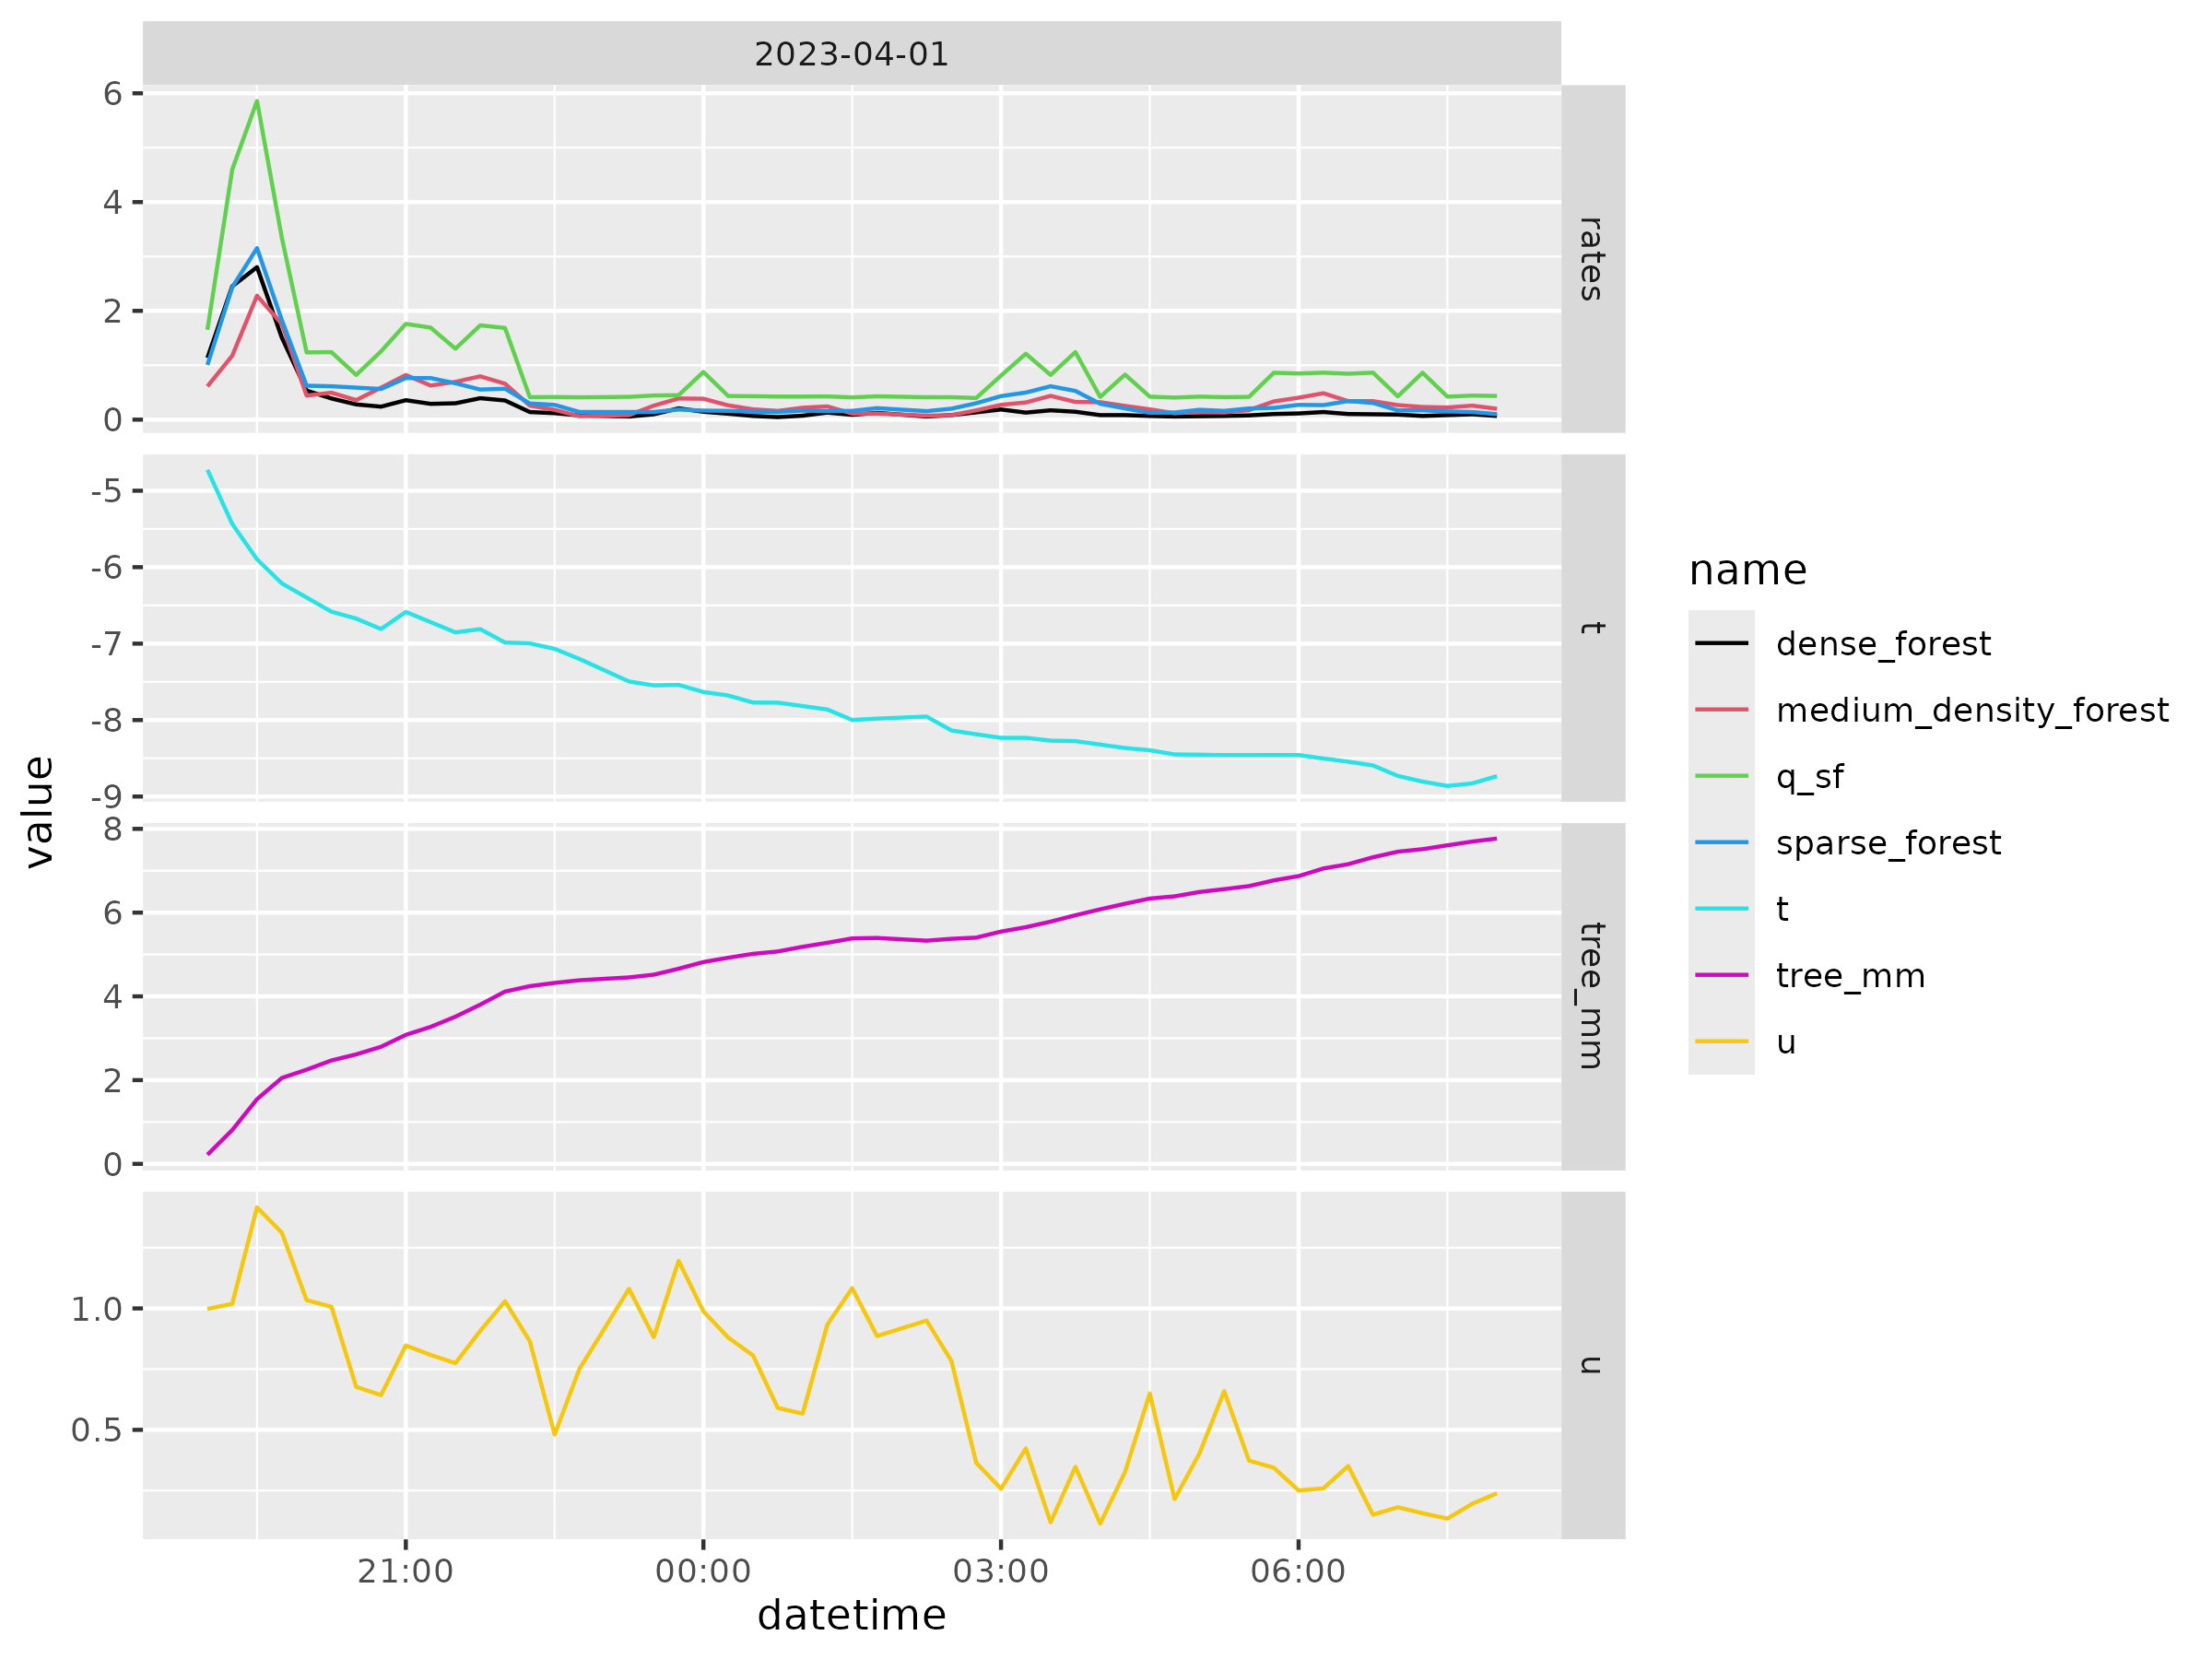 2023-04-01
6
4
2
0
rates
-5
-6
-7
-8
-9
t
8
6
4
2
0
tree_mm
1.0
0.5
u
21:00
00:00
03:00
06:00
datetime
value
name
dense_forest
medium_density_forest
q_sf
sparse_forest
t
tree_mm
u